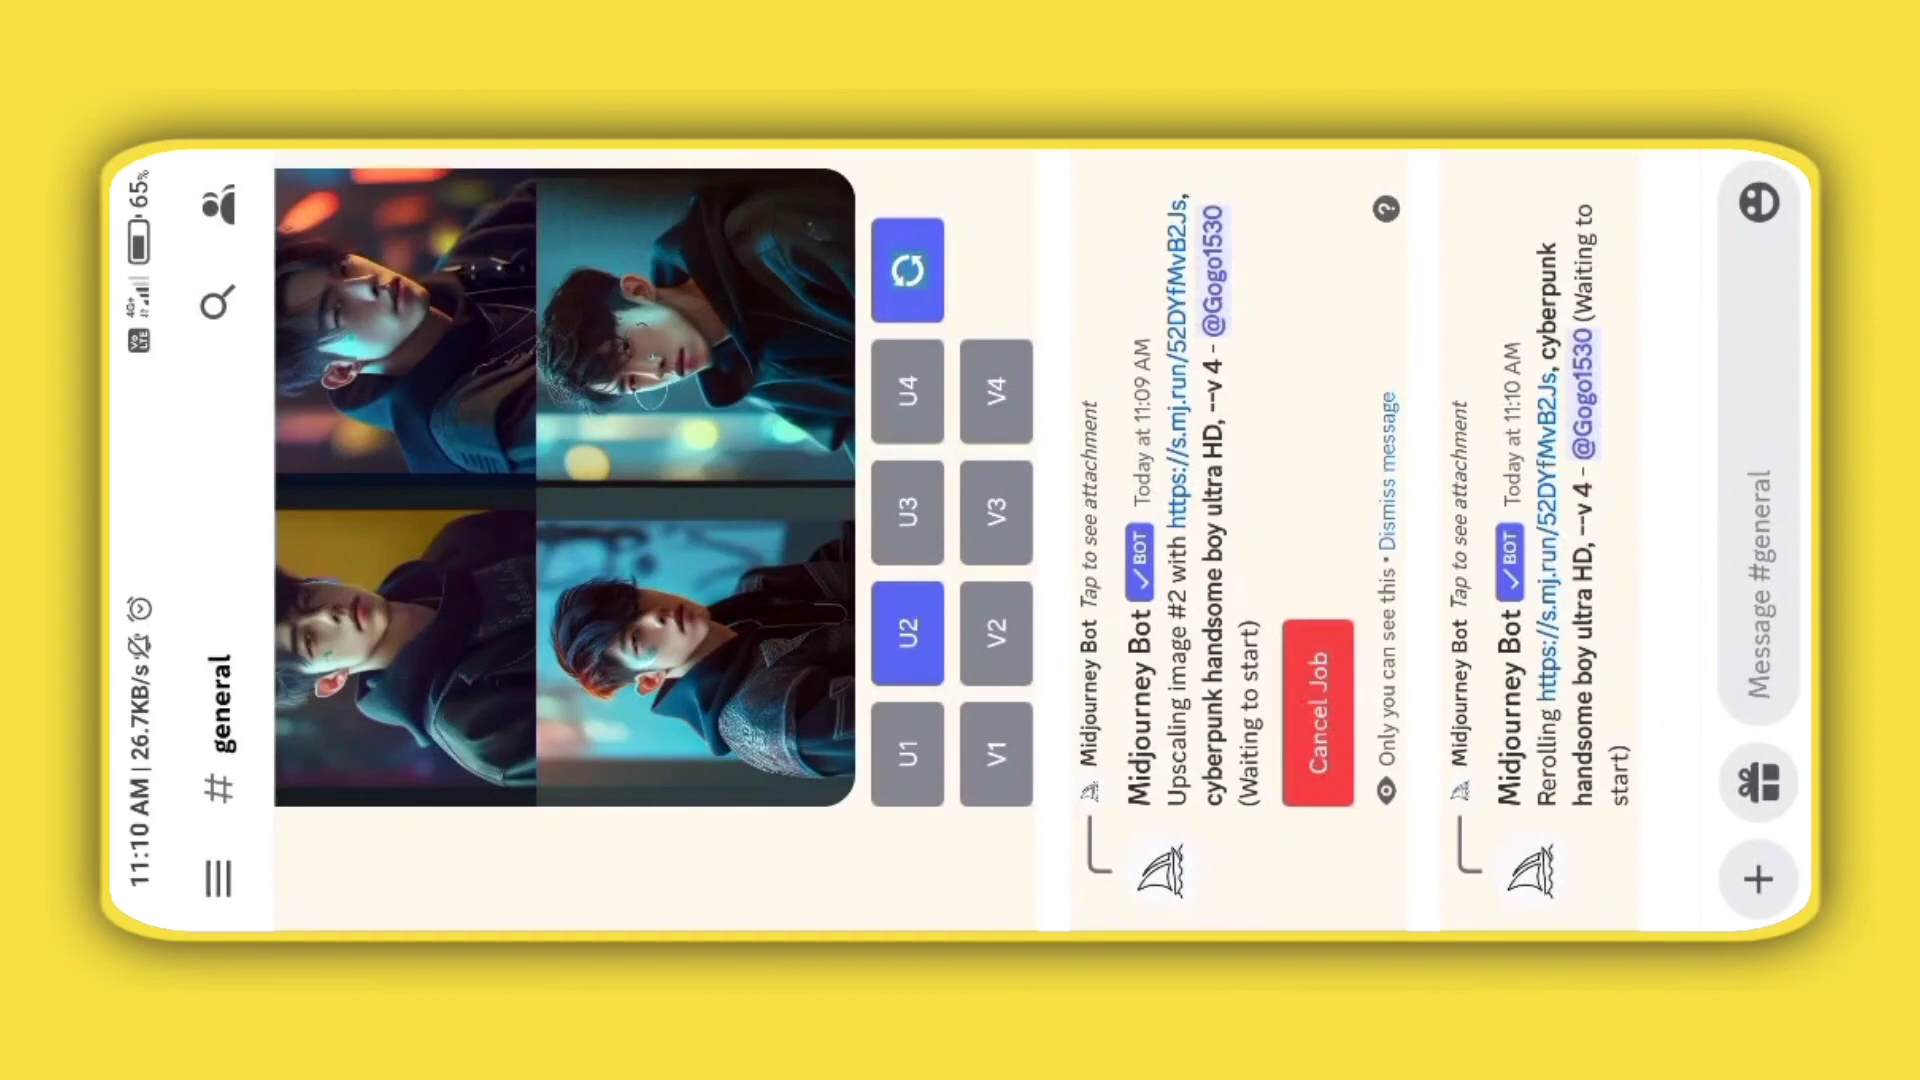 11:10 AM | 26.7KB/s
Vo LTE 4G+ 65%
# general
U1 U2 U3 U4
V1 V2 V3 V4
Midjourney Bot Tap to see attachment
Midjourney Bot ✓ BOT Today at 11:09 AM
Upscaling image #2 with https://s.mj.run/52DYfMvB2Js,
cyberpunk handsome boy ultra HD, --v 4 - @Gogo1530
(Waiting to start)
Cancel Job
Only you can see this • Dismiss message
Midjourney Bot Tap to see attachment
Midjourney Bot ✓ BOT Today at 11:10 AM
Rerolling https://s.mj.run/52DYfMvB2Js, cyberpunk
handsome boy ultra HD, --v 4 - @Gogo1530 (Waiting to
start)
Message #general